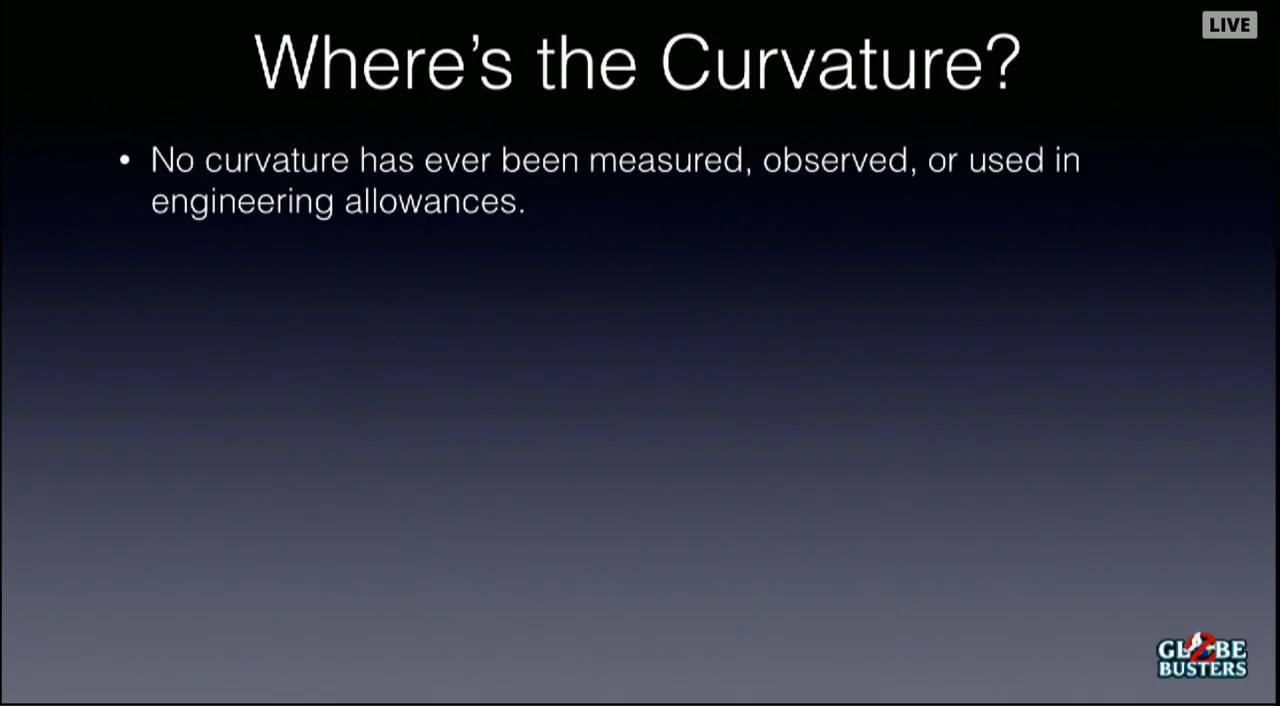 LIVE
Where’s the Curvature?
• No curvature has ever been measured, observed, or used in
engineering allowances.
GLOBE
BUSTERS